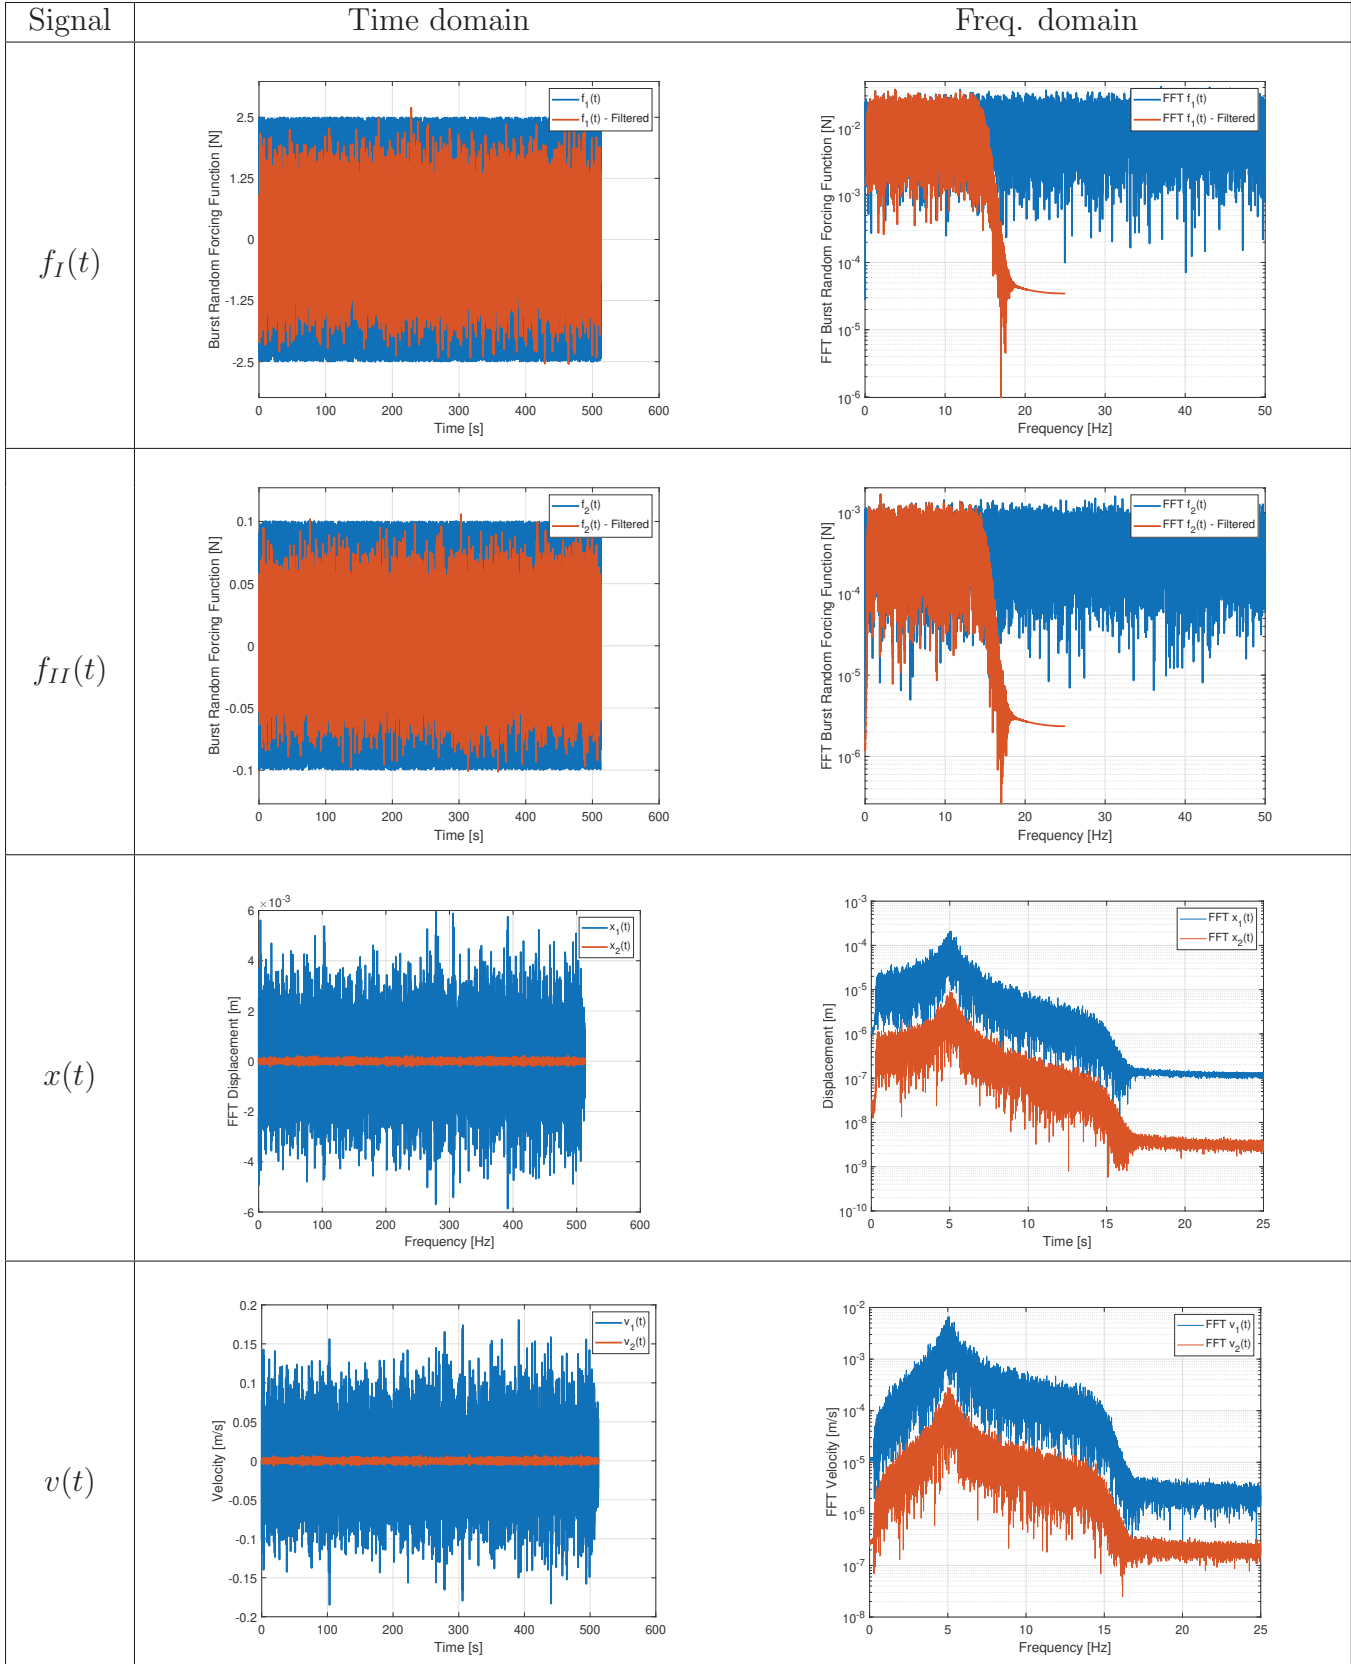 Signal Time domain Freq. domain
f_I(t)
Burst Random Forcing Function [N]
2.5
1.25
0
-1.25
-2.5
0 100 200 300 400 500 600
Time [s]
f_1(t)
f_1(t) - Filtered
FFT Burst Random Forcing Function [N]
10^-2
10^-3
10^-4
10^-5
10^-6
0 10 20 30 40 50
Frequency [Hz]
FFT f_1(t)
FFT f_1(t) - Filtered
f_II(t)
Burst Random Forcing Function [N]
0.1
0.05
0
-0.05
-0.1
0 100 200 300 400 500 600
Time [s]
f_2(t)
f_2(t) - Filtered
FFT Burst Random Forcing Function [N]
10^-3
10^-4
10^-5
10^-6
0 10 20 30 40 50
Frequency [Hz]
FFT f_2(t)
FFT f_2(t) - Filtered
x(t)
FFT Displacement [m]
×10^-3
6
4
2
0
-2
-4
-6
0 100 200 300 400 500 600
Frequency [Hz]
x_1(t)
x_2(t)
Displacement [m]
10^-3
10^-4
10^-5
10^-6
10^-7
10^-8
10^-9
10^-10
0 5 10 15 20 25
Time [s]
FFT x_1(t)
FFT x_2(t)
v(t)
Velocity [m/s]
0.2
0.15
0.1
0.05
0
-0.05
-0.1
-0.15
-0.2
0 100 200 300 400 500 600
Time [s]
v_1(t)
v_2(t)
FFT Velocity [m/s]
10^-2
10^-3
10^-4
10^-5
10^-6
10^-7
10^-8
0 5 10 15 20 25
Frequency [Hz]
FFT v_1(t)
FFT v_2(t)